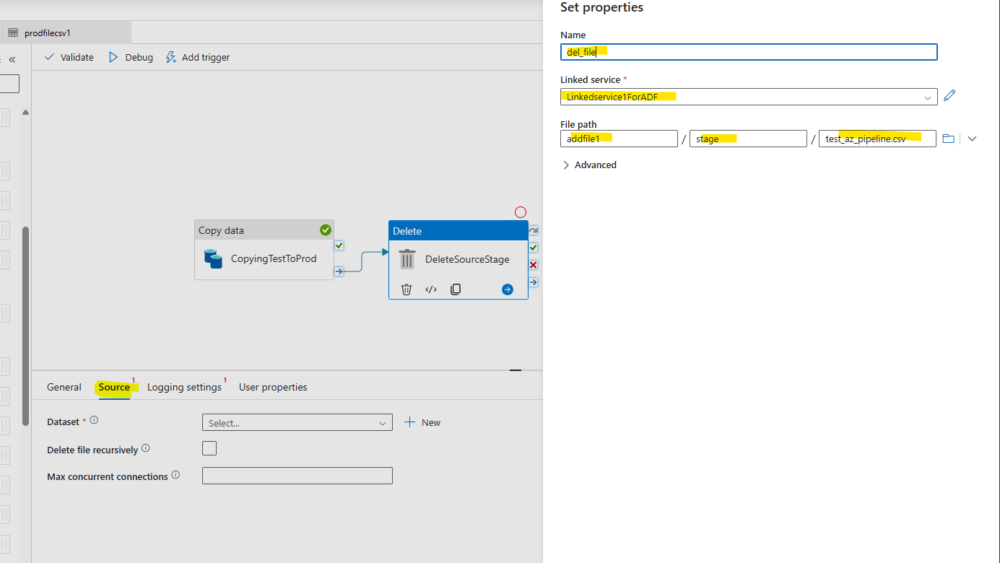 prodfilecsv1
Validate
Debug
Add trigger
Copy data
CopyingTestToProd
Delete
DeleteSourceStage
General
Source 1
Logging settings 1
User properties
Dataset *
Select...
New
Delete file recursively
Max concurrent connections
Set properties
Name
del_file
Linked service *
Linkedservice1ForADF
File path
addfile1 / stage / test_az_pipeline.csv
Advanced